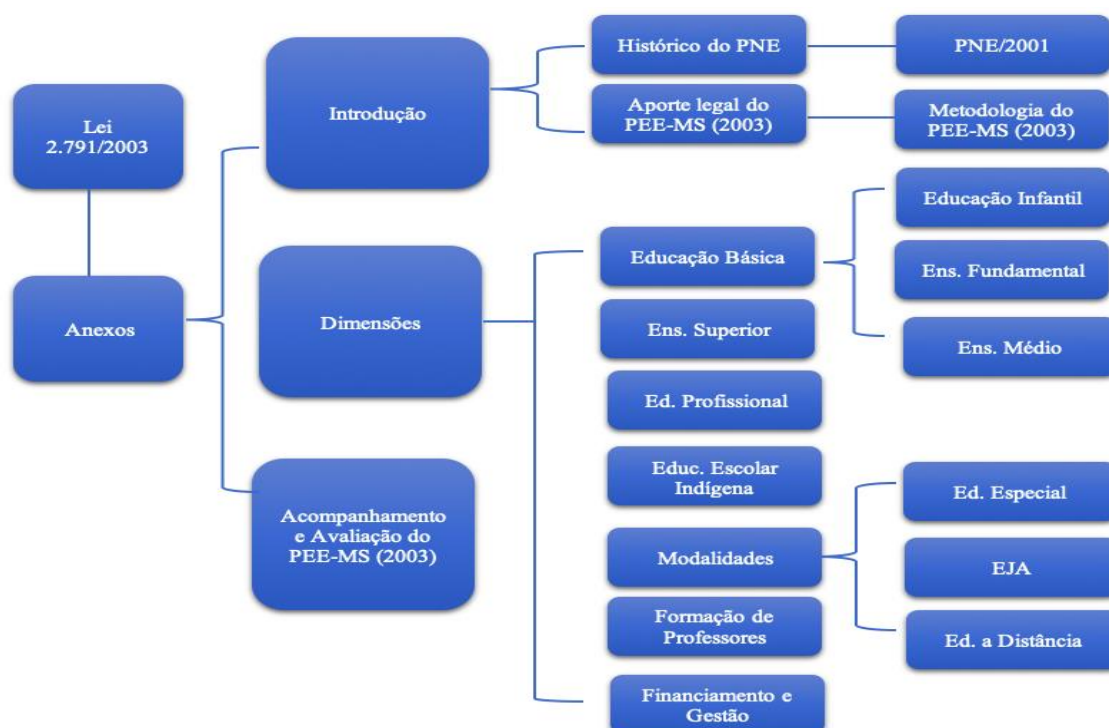 Lei
2.791/2003
Anexos
Introdução
Histórico do PNE
PNE/2001
Aporte legal do
PEE-MS (2003)
Metodologia do
PEE-MS (2003)
Dimensões
Educação Básica
Educação Infantil
Ens. Fundamental
Ens. Médio
Ens. Superior
Ed. Profissional
Educ. Escolar
Indígena
Modalidades
Ed. Especial
EJA
Ed. a Distância
Formação de
Professores
Financiamento e
Gestão
Acompanhamento
e Avaliação do
PEE-MS (2003)